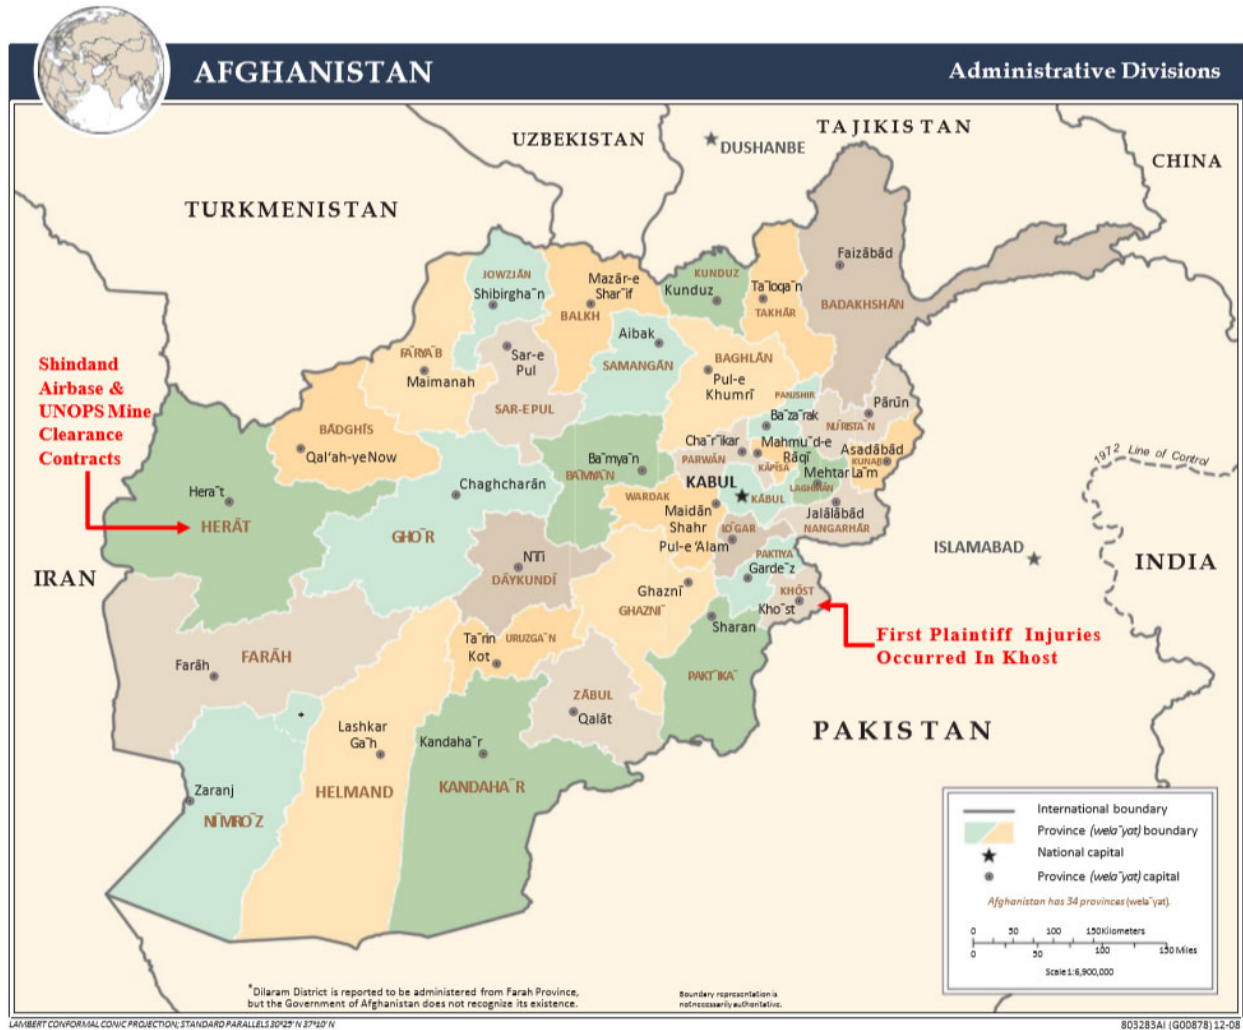 AFGHANISTAN
Administrative Divisions
UZBEKISTAN
TAJIKISTAN
DUSHANBE
CHINA
TURKMENISTAN
Faizābād
JOWZJĀN
Shibirghān
Mazār-e
Sharīf
BALKH
KUNDUZ
Kunduz
Tāloqān
TAKHĀR
BADAKHSHĀN
Shindand
Airbase &
UNOPS Mine
Clearance
Contracts
FĀRYĀB
Maimanah
Sar-e
Pul
SAR-E PUL
Aibak
SAMANGĀN
BAGHLĀN
Pul-e
Khumrī
PANJSHIR
Bāzārak
Pārūn
NURISTĀN
BĀDGHĪS
Qal'ah-ye Now
Chārīkar
PARWĀN
Mahmūd-e
Rāqī
KĀPĪSĀ
Asadābād
KUNAR
Mehtar
Lām
LAGHMĀN
1972 Line of Control
Herāt
HERĀT
Chaghcharān
GHŌR
Bāmyān
BĀMYĀN
WARDAK
Maidān
Shahr
KABUL
KĀBUL
Jalālābād
NANGARHĀR
Pul-e 'Alam
LŌGAR
ISLAMABAD
INDIA
IRAN
DĀYKUNDĪ
PAKTIYA
Gardēz
KHŌST
Khōst
Ghaznī
GHAZNĪ
Sharan
First Plaintiff Injuries
Occurred In Khost
FARĀH
Farāh
Tarīn
Kot
URUZGĀN
PAKTĪKĀ
ZĀBUL
Qalāt
Lashkar
Gāh
Kandahār
PAKISTAN
Zaranj
NĪMRŌZ
HELMAND
KANDAHĀR
International boundary
Province (welāyat) boundary
National capital
Province (welāyat) capital
Afghanistan has 34 provinces (welāyat).
0 50 100 150 Kilometers
0 50 100 150 Miles
Scale 1:6,900,000
*Dilaram District is reported to be administered from Farah Province,
but the Government of Afghanistan does not recognize its existence.
Boundary representation is
not necessarily authoritative.
LAMBERT CONFORMAL CONIC PROJECTION; STANDARD PARALLELS 30°25' N 37°10' N
803283AI (G00878) 12-08